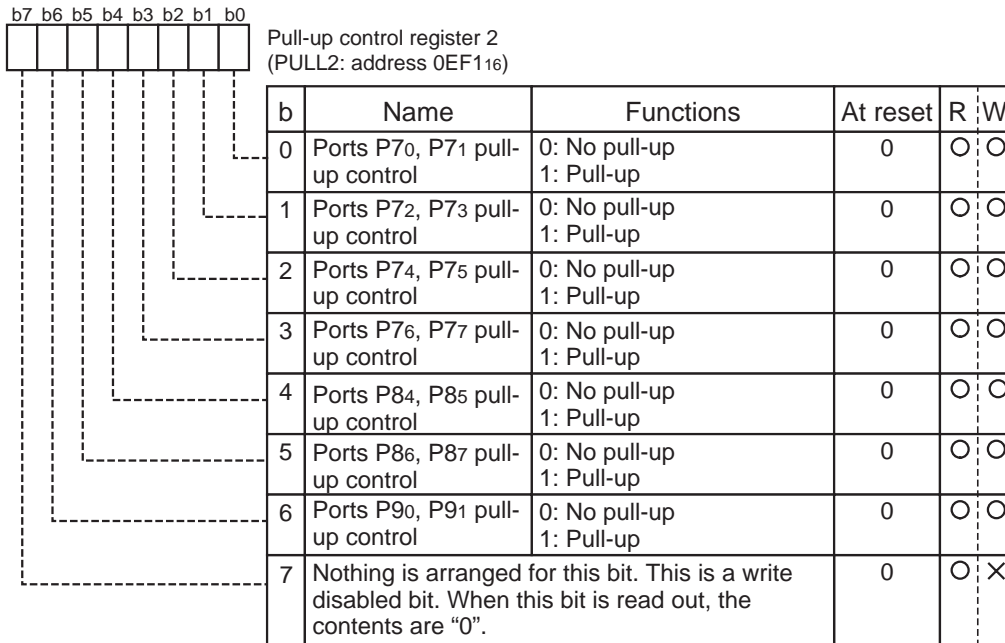 b7 b6 b5 b4 b3 b2 b1 b0
Pull-up control register 2
(PULL2: address 0EF116)
b Name Functions At reset R W
0 Ports P70, P71 pull- 0: No pull-up 0 ○ ○
up control 1: Pull-up
1 Ports P72, P73 pull- 0: No pull-up 0 ○ ○
up control 1: Pull-up
2 Ports P74, P75 pull- 0: No pull-up 0 ○ ○
up control 1: Pull-up
3 Ports P76, P77 pull- 0: No pull-up 0 ○ ○
up control 1: Pull-up
4 Ports P84, P85 pull- 0: No pull-up 0 ○ ○
up control 1: Pull-up
5 Ports P86, P87 pull- 0: No pull-up 0 ○ ○
up control 1: Pull-up
6 Ports P90, P91 pull- 0: No pull-up 0 ○ ○
up control 1: Pull-up
7 Nothing is arranged for this bit. This is a write 0 ○ ×
disabled bit. When this bit is read out, the
contents are “0”.